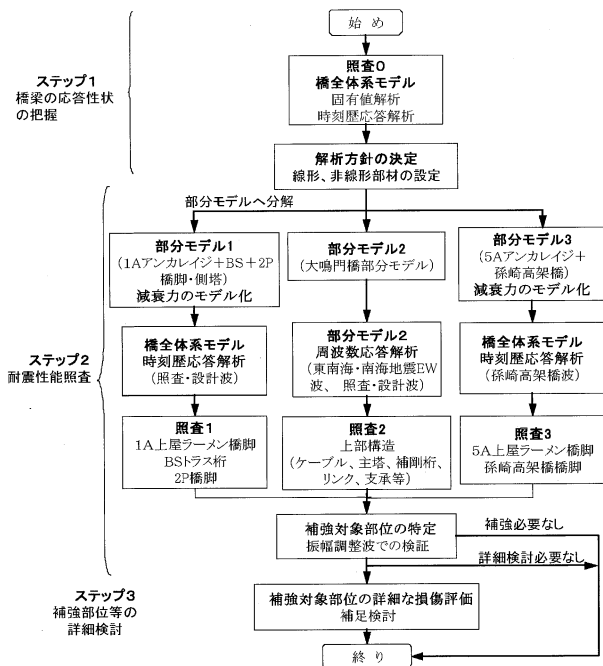 始 め
ステップ1
橋梁の応答性状
の把握
照査0
橋全体系モデル
固有値解析
時刻歴応答解析
解析方針の決定
線形、非線形部材の設定
部分モデルへ分解
部分モデル1
(1Aアンカレイジ+BS+2P
橋脚・側塔)
減衰力のモデル化
部分モデル2
(大鳴門橋部分モデル)
部分モデル3
(5Aアンカレイジ+
孫崎高架橋)
減衰力のモデル化
ステップ2
耐震性能照査
橋全体系モデル
時刻歴応答解析
(照査・設計波)
部分モデル2
周波数応答解析
(東南海・南海地震EW
波、 照査・設計波)
橋全体系モデル
時刻歴応答解析
(孫崎高架橋波)
照査1
1A上屋ラーメン橋脚
BSトラス桁
2P橋脚
照査2
上部構造
(ケーブル、主塔、補剛桁、
リンク、支承等)
照査3
5A上屋ラーメン橋脚
孫崎高架橋橋脚
補強対象部位の特定
振幅調整波での検証
補強必要なし
詳細検討必要なし
ステップ3
補強部位等の
詳細検討
補強対象部位の詳細な損傷評価
補足検討
終 り